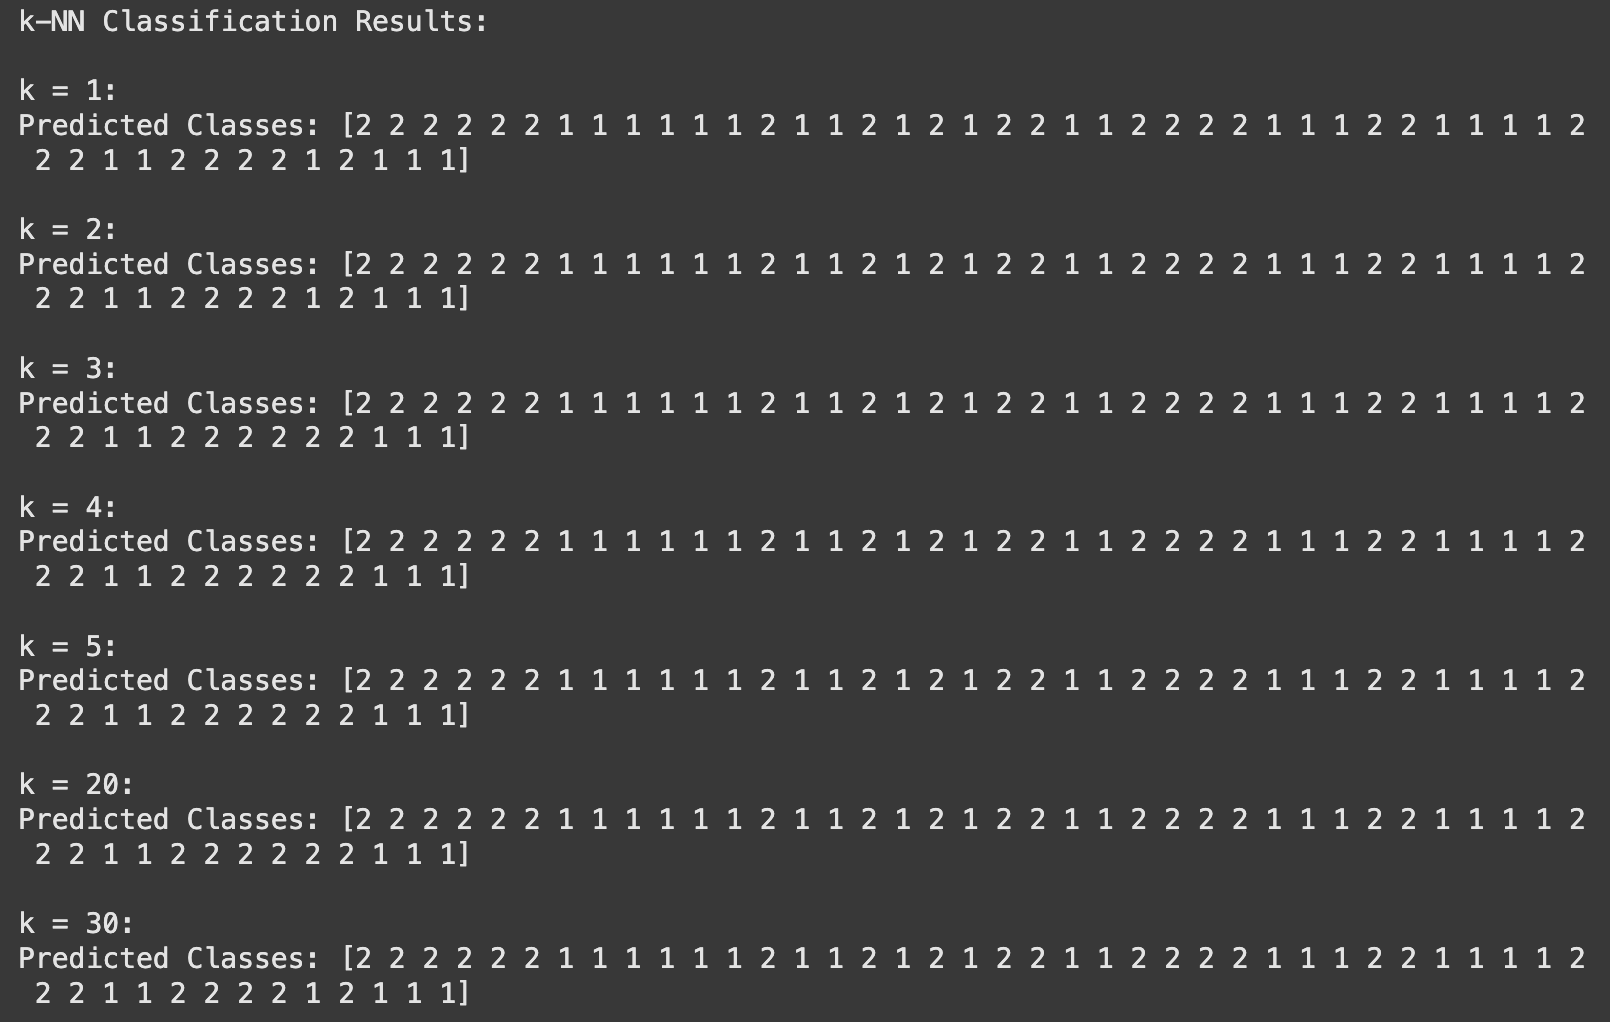 k-NN Classification Results:
k = 1:
Predicted Classes: [2 2 2 2 2 2 1 1 1 1 1 1 2 1 1 2 1 2 1 2 2 1 1 2 2 2 2 1 1 1 2 2 1 1 1 1 2
2 2 1 1 2 2 2 2 1 2 1 1 1]
k = 2:
Predicted Classes: [2 2 2 2 2 2 1 1 1 1 1 1 2 1 1 2 1 2 1 2 2 1 1 2 2 2 2 1 1 1 2 2 1 1 1 1 2
2 2 1 1 2 2 2 2 1 2 1 1 1]
k = 3:
Predicted Classes: [2 2 2 2 2 2 1 1 1 1 1 1 2 1 1 2 1 2 1 2 2 1 1 2 2 2 2 1 1 1 2 2 1 1 1 1 2
2 2 1 1 2 2 2 2 2 2 1 1 1]
k = 4:
Predicted Classes: [2 2 2 2 2 2 1 1 1 1 1 1 2 1 1 2 1 2 1 2 2 1 1 2 2 2 2 1 1 1 2 2 1 1 1 1 2
2 2 1 1 2 2 2 2 2 2 1 1 1]
k = 5:
Predicted Classes: [2 2 2 2 2 2 1 1 1 1 1 1 2 1 1 2 1 2 1 2 2 1 1 2 2 2 2 1 1 1 2 2 1 1 1 1 2
2 2 1 1 2 2 2 2 2 2 1 1 1]
k = 20:
Predicted Classes: [2 2 2 2 2 2 1 1 1 1 1 1 2 1 1 2 1 2 1 2 2 1 1 2 2 2 2 1 1 1 2 2 1 1 1 1 2
2 2 1 1 2 2 2 2 2 2 1 1 1]
k = 30:
Predicted Classes: [2 2 2 2 2 2 1 1 1 1 1 1 2 1 1 2 1 2 1 2 2 1 1 2 2 2 2 1 1 1 2 2 1 1 1 1 2
2 2 1 1 2 2 2 2 1 2 1 1 1]